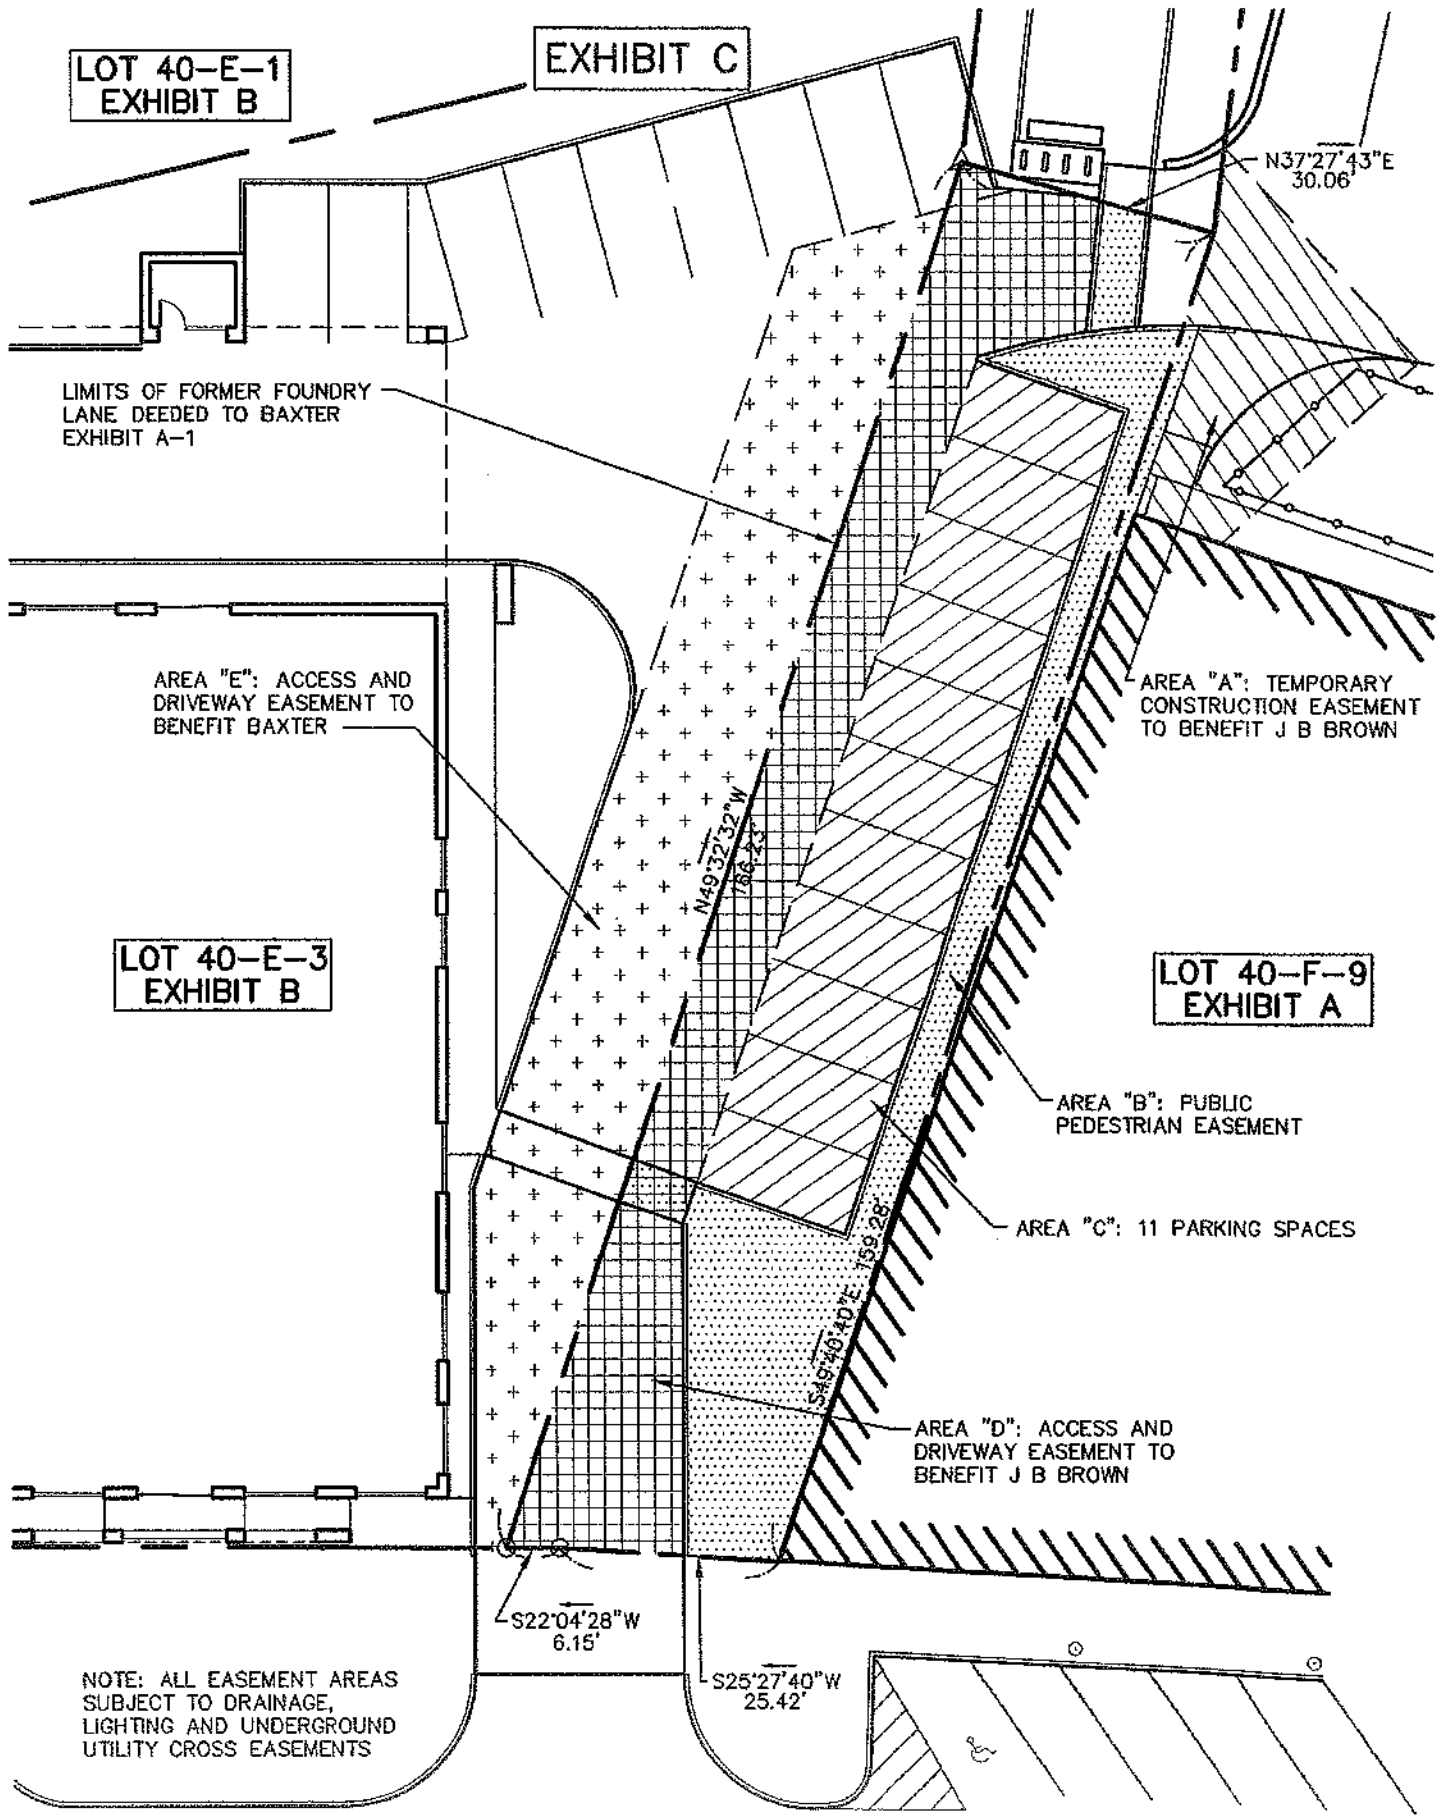 LOT 40-E-1
EXHIBIT B
EXHIBIT C
N37°27'43"E
30.06'
LIMITS OF FORMER FOUNDRY
LANE DEEDED TO BAXTER
EXHIBIT A-1
AREA "E": ACCESS AND
DRIVEWAY EASEMENT TO
BENEFIT BAXTER
AREA "A": TEMPORARY
CONSTRUCTION EASEMENT
TO BENEFIT J B BROWN
N49°32'32"W
166.23'
LOT 40-E-3
EXHIBIT B
LOT 40-F-9
EXHIBIT A
AREA "B": PUBLIC
PEDESTRIAN EASEMENT
AREA "C": 11 PARKING SPACES
S49°40'40"E 159.28'
AREA "D": ACCESS AND
DRIVEWAY EASEMENT TO
BENEFIT J B BROWN
S22°04'28"W
6.15'
S25°27'40"W
25.42'
NOTE: ALL EASEMENT AREAS
SUBJECT TO DRAINAGE,
LIGHTING AND UNDERGROUND
UTILITY CROSS EASEMENTS